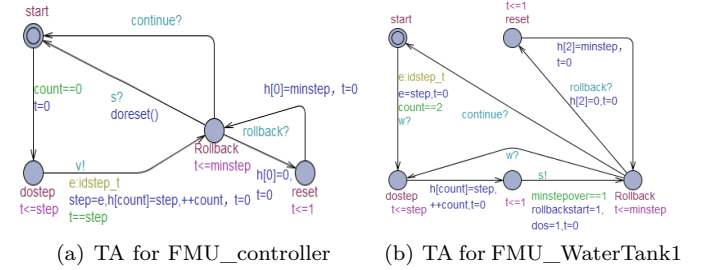 start
continue?
count==0
t=0
s?
doreset()
h[0]=minstep, t=0
rollback?
Rollback
t<=minstep
v!
e:idstep_t
step=e,h[count]=step,++count, t=0
t==step
dostep
t<=step
h[0]=0,
t=0
reset
t<=1
(a) TA for FMU_controller
start
t<=1
reset
h[2]=minstep,
t=0
e:idstep_t
e=step,t=0
count==2
w?
continue?
rollback?
h[2]=0,t=0
w?
s!
dostep
t<=step
h[count]=step,
++count,t=0
t<=1
minstepover==1
rollbackstart=1,
dos=1,t=0
Rollback
t<=minstep
(b) TA for FMU_WaterTank1